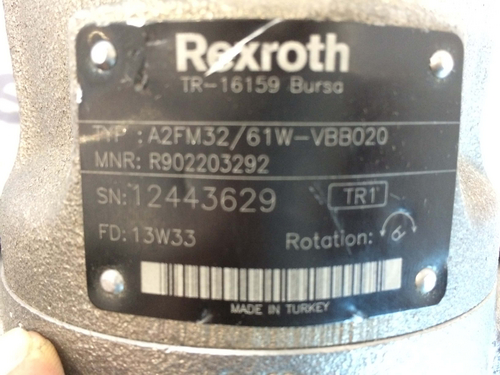 Rexroth
TR-16159 Bursa
TYP : A2FM32/61W-VBB020
MNR: R902203292
SN: 12443629 TR1
FD: 13W33 Rotation:
MADE IN TURKEY